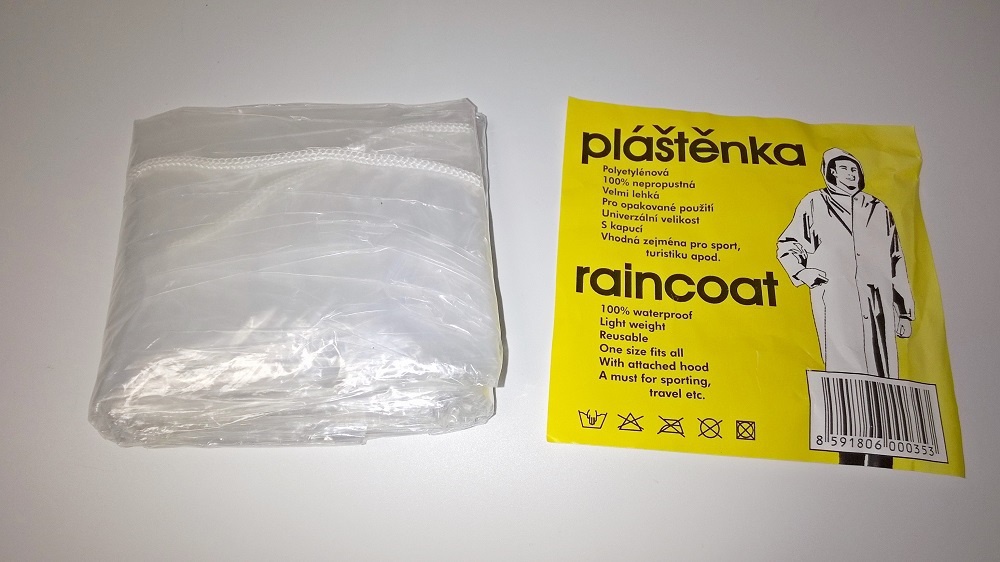 pláštěnka
Polyetylénová
100% nepropustná
Velmi lehká
Pro opakované použití
Univerzální velikost
S kapucí
Vhodná zejména pro sport,
turistiku apod.
raincoat
100% waterproof
Light weight
Reusable
One size fits all
With attached hood
A must for sporting,
travel etc.
8 591806 000353